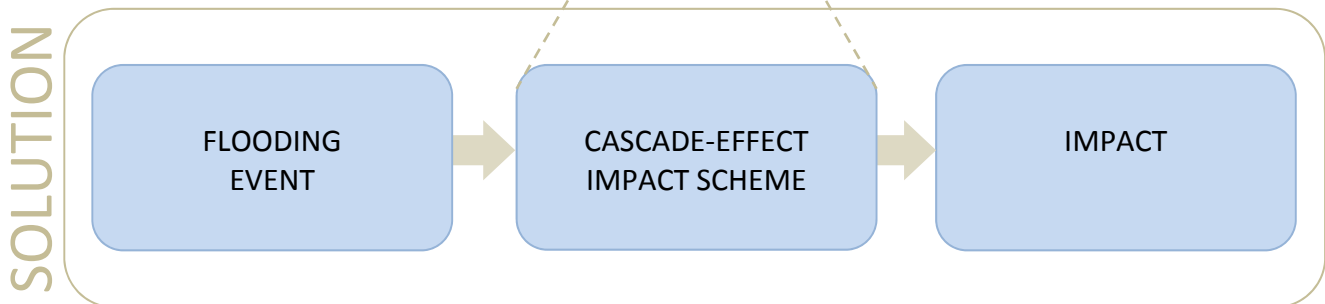 SOLUTION
FLOODING
EVENT
CASCADE-EFFECT
IMPACT SCHEME
IMPACT